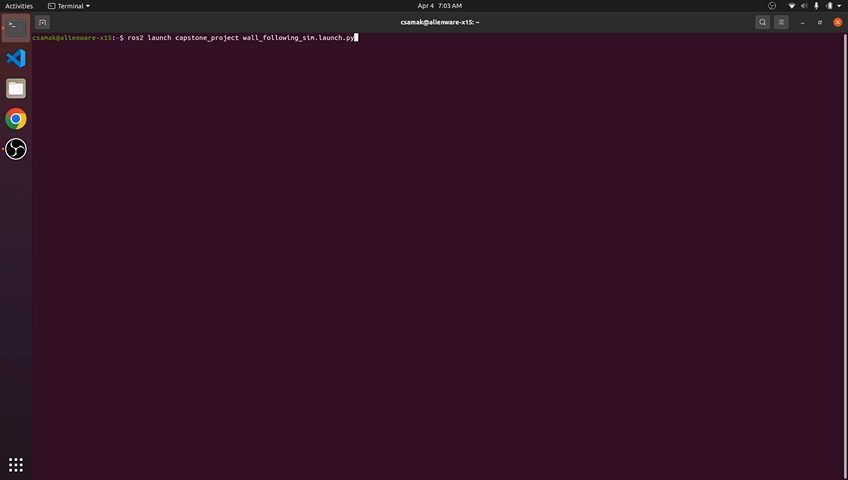 Activities
Terminal
Apr 4 7:03 AM
csamak@alienware-x15: ~
csamak@alienware-x15:~$ ros2 launch capstone_project wall_following_sim.launch.py